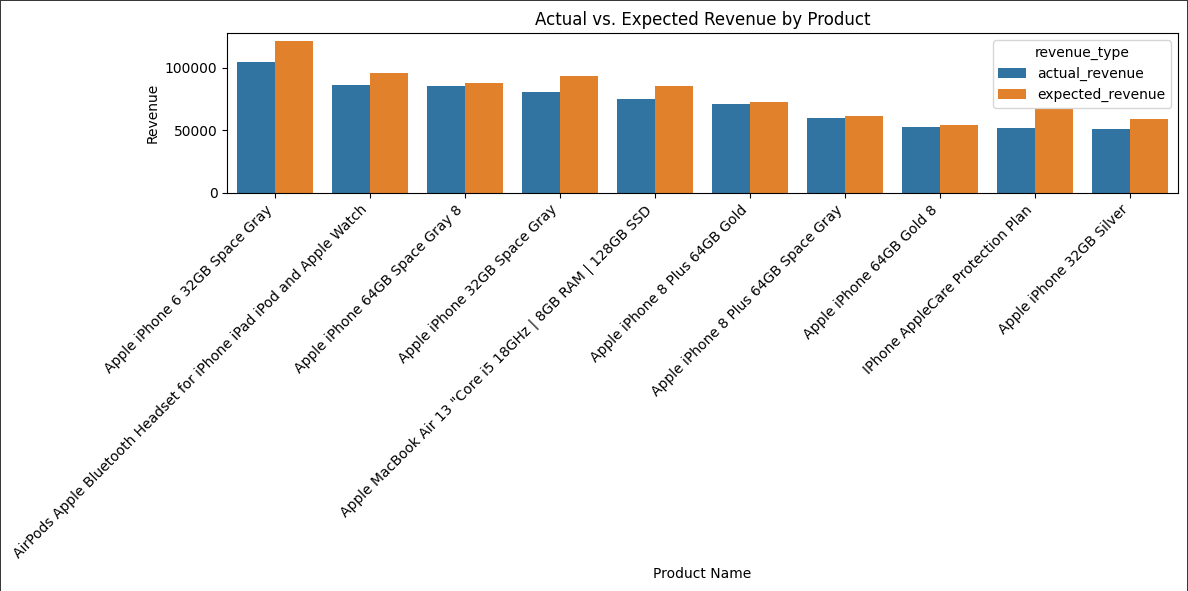 Actual vs. Expected Revenue by Product
revenue_type
actual_revenue
expected_revenue
Revenue
100000
50000
0
Apple iPhone 6 32GB Space Gray
AirPods Apple Bluetooth Headset for iPhone iPad iPod and Apple Watch
Apple iPhone 64GB Space Gray 8
Apple iPhone 32GB Space Gray
Apple MacBook Air 13 "Core i5 18GHz | 8GB RAM | 128GB SSD
Apple iPhone 8 Plus 64GB Gold
Apple iPhone 8 Plus 64GB Space Gray
Apple iPhone 64GB Gold 8
IPhone AppleCare Protection Plan
Apple iPhone 32GB Silver
Product Name